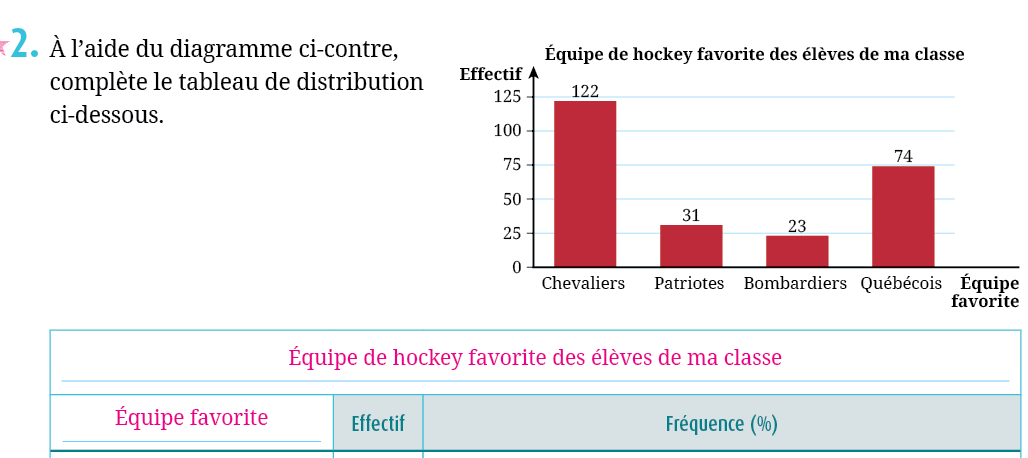 2. À l’aide du diagramme ci-contre,
complète le tableau de distribution
ci-dessous.
Équipe de hockey favorite des élèves de ma classe
Effectif
125
100
75
50
25
0
122
31
23
74
Chevaliers Patriotes Bombardiers Québécois Équipe
favorite
Équipe de hockey favorite des élèves de ma classe
Équipe favorite Effectif Fréquence (%)